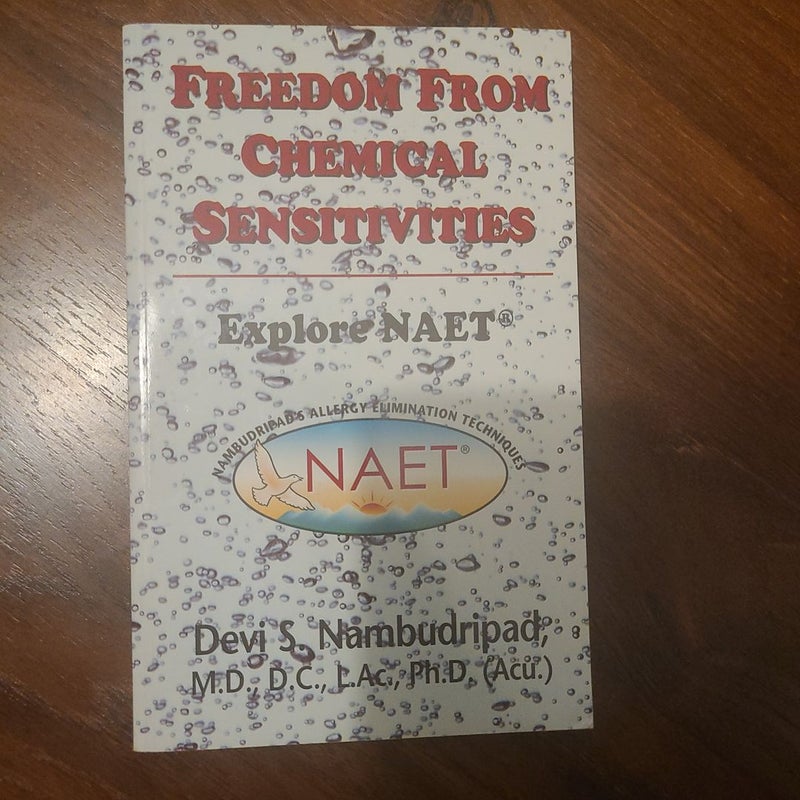 FREEDOM FROM
CHEMICAL
SENSITIVITIES
Explore NAET®
NAMBUDRIPAD'S ALLERGY ELIMINATION TECHNIQUES
NAET®
Devi S. Nambudripad,
M.D., D.C., L.Ac., Ph.D. (Acu.)